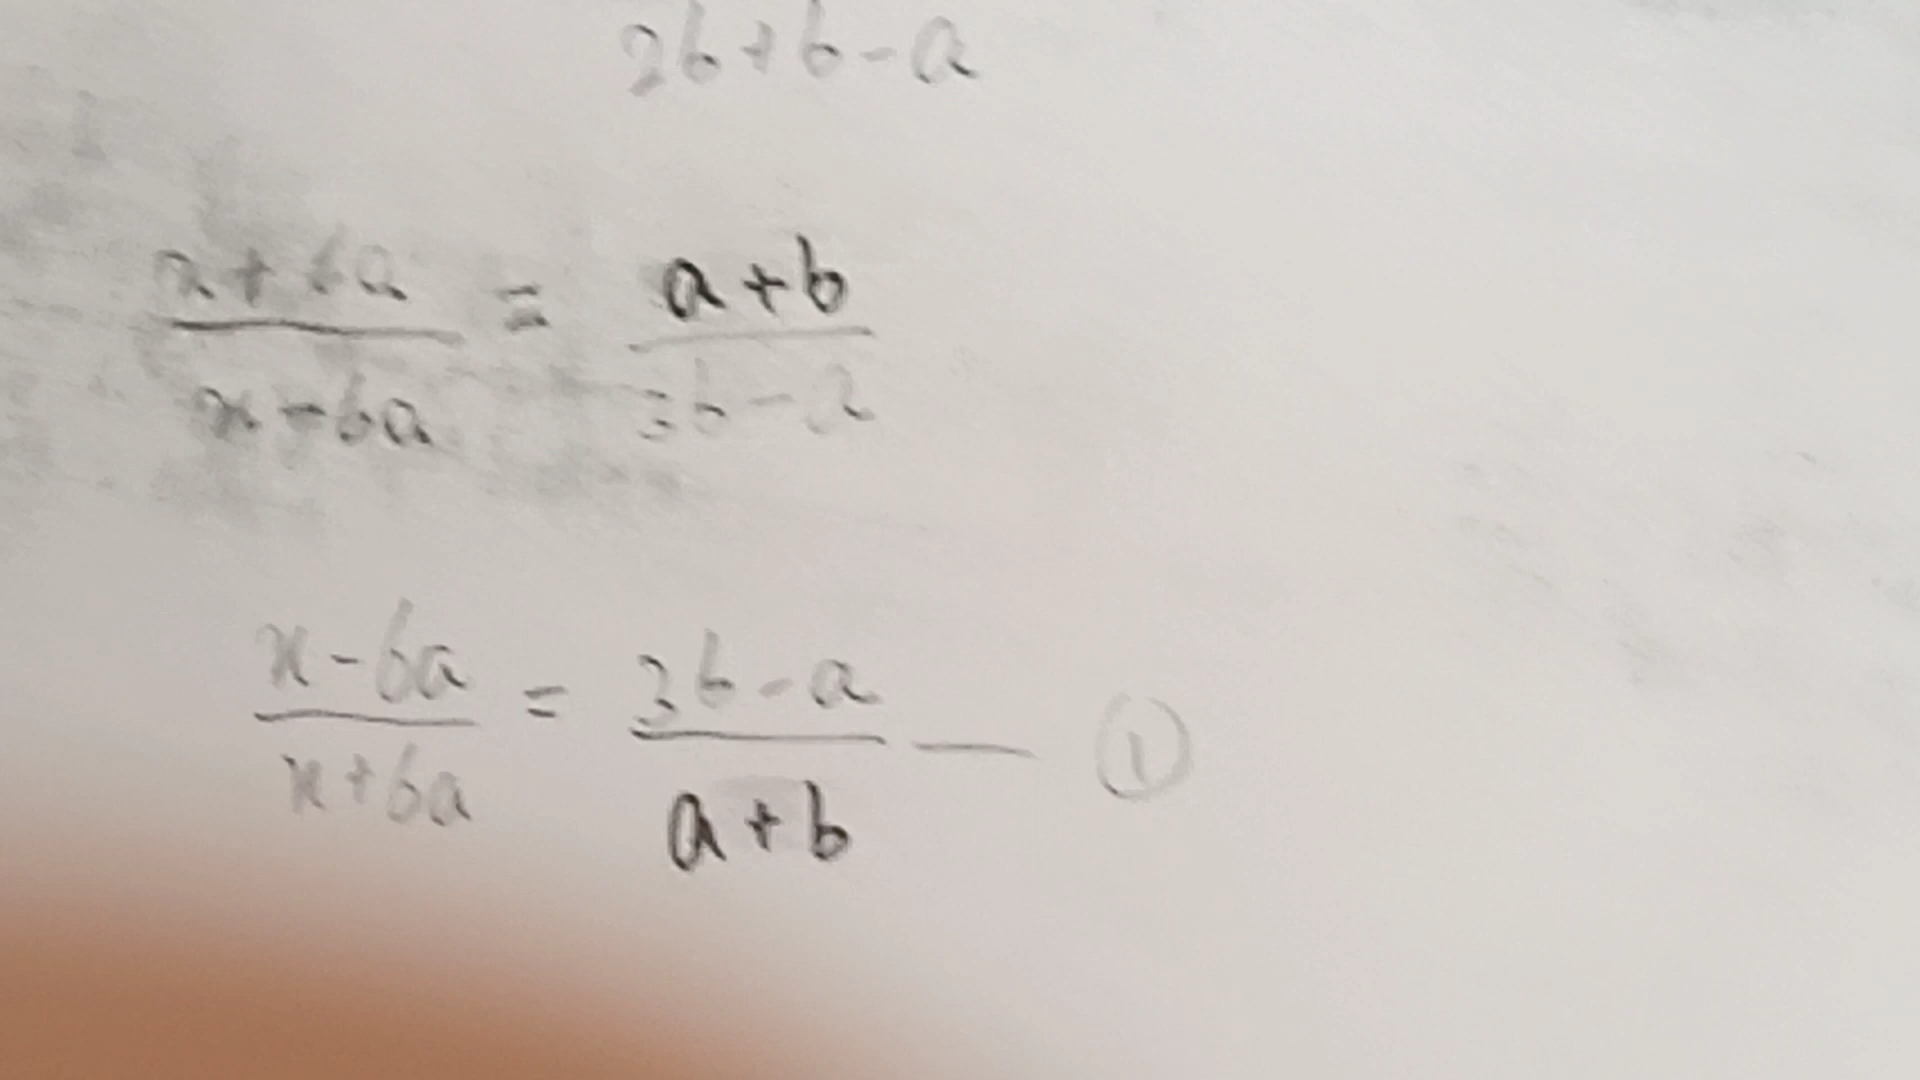 2b+b-a
x+6a = a+b
x-6a 3b-a
x-6a = 3b-a — ①
x+6a a+b